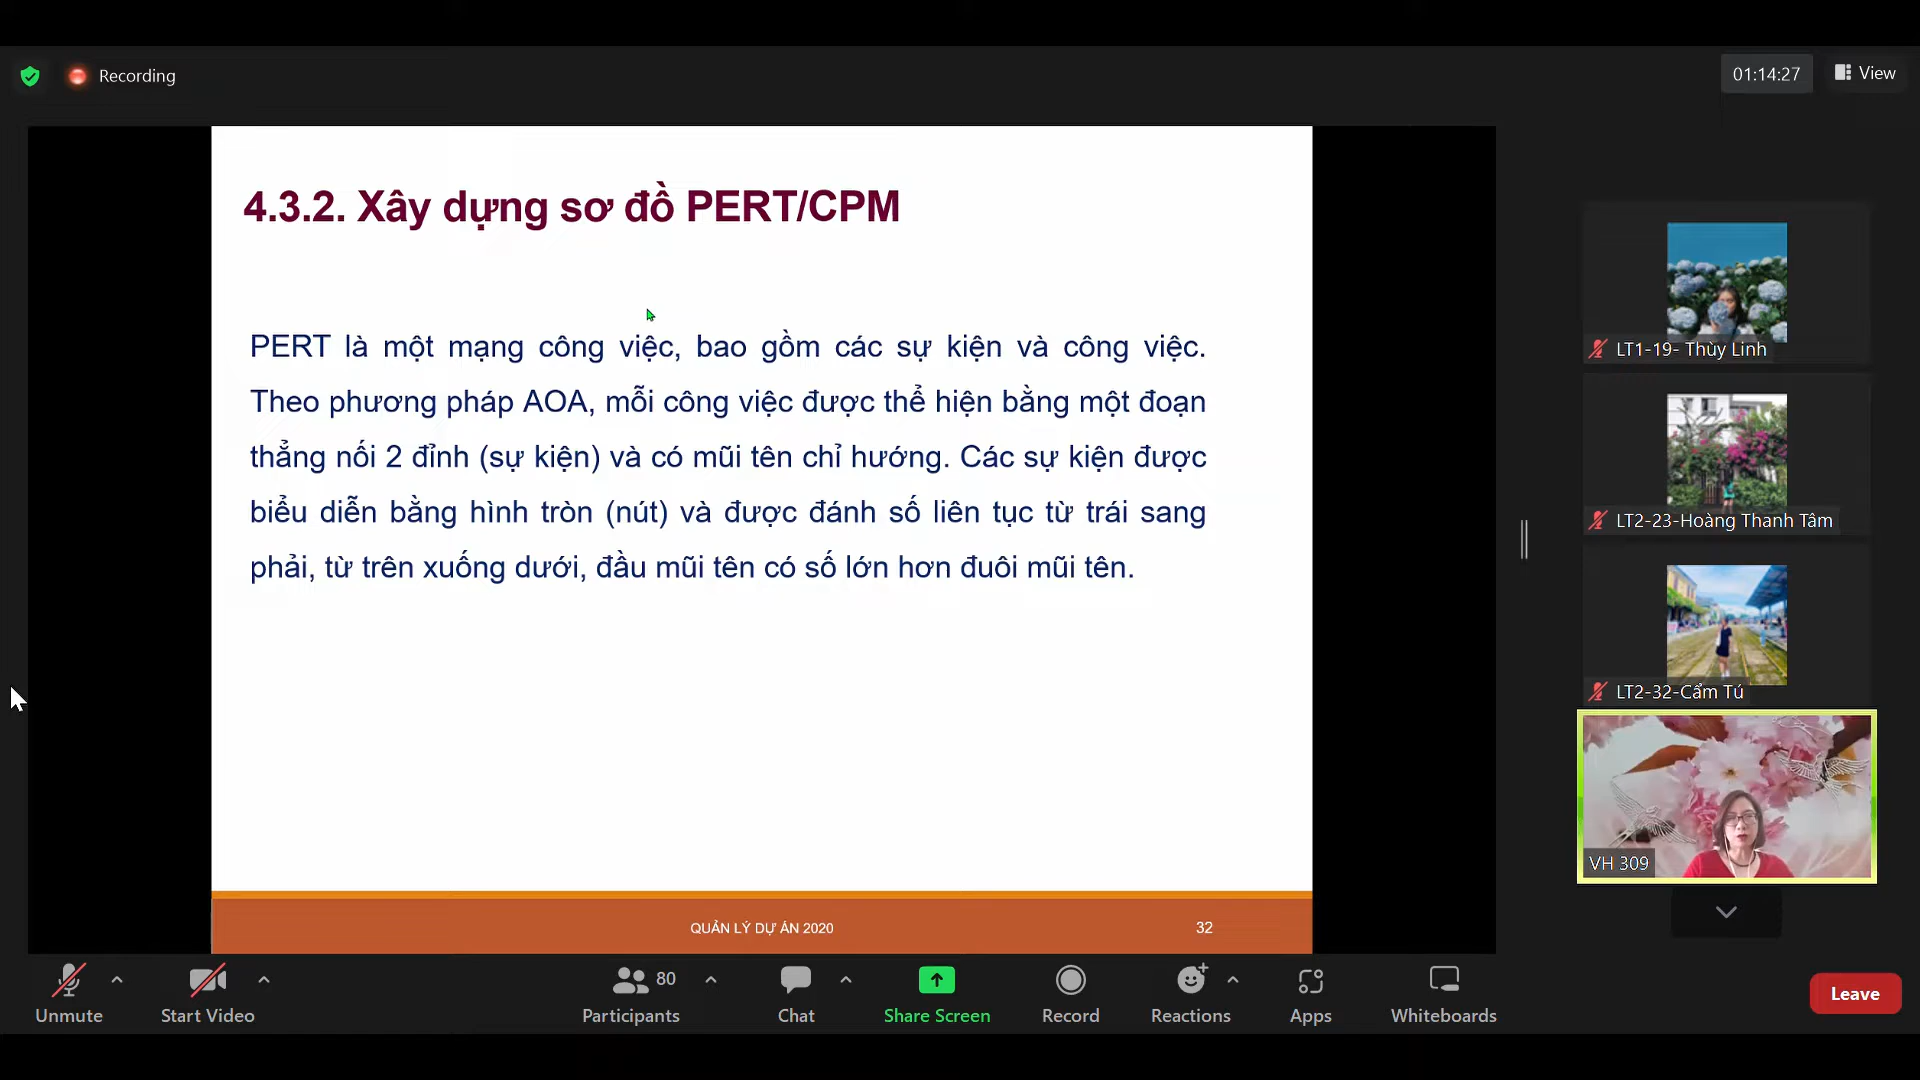 Recording
01:14:27
View
4.3.2. Xây dựng sơ đồ PERT/CPM
PERT là một mạng công việc, bao gồm các sự kiện và công việc.
Theo phương pháp AOA, mỗi công việc được thể hiện bằng một đoạn
thẳng nối 2 đỉnh (sự kiện) và có mũi tên chỉ hướng. Các sự kiện được
biểu diễn bằng hình tròn (nút) và được đánh số liên tục từ trái sang
phải, từ trên xuống dưới, đầu mũi tên có số lớn hơn đuôi mũi tên.
QUẢN LÝ DỰ ÁN 2020
32
LT1-19- Thùy Linh
LT2-23-Hoàng Thanh Tâm
LT2-32-Cẩm Tú
VH 309
Unmute
Start Video
80
Participants
Chat
Share Screen
Record
Reactions
Apps
Whiteboards
Leave